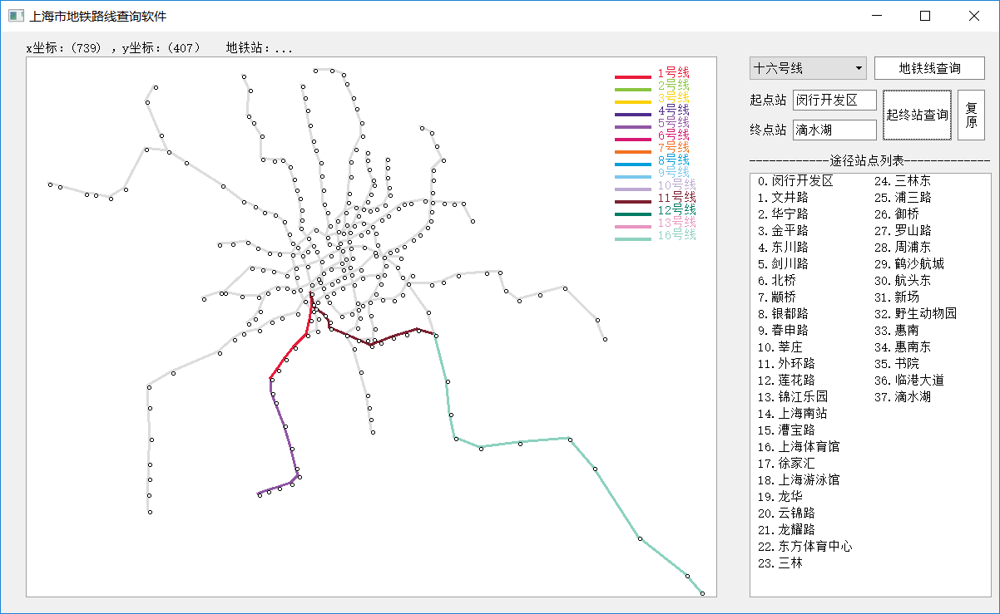 上海市地铁路线查询软件
x坐标：(739) ，y坐标：(407) 地铁站：...
1号线
2号线
3号线
4号线
5号线
6号线
7号线
8号线
9号线
10号线
11号线
12号线
13号线
16号线
十六号线 地铁线查询
起点站 闵行开发区
终点站 滴水湖
起终站查询
复原
------------途径站点列表-------------
0.闵行开发区
1.文井路
2.华宁路
3.金平路
4.东川路
5.剑川路
6.北桥
7.颛桥
8.银都路
9.春申路
10.莘庄
11.外环路
12.莲花路
13.锦江乐园
14.上海南站
15.漕宝路
16.上海体育馆
17.徐家汇
18.上海游泳馆
19.龙华
20.云锦路
21.龙耀路
22.东方体育中心
23.三林
24.三林东
25.浦三路
26.御桥
27.罗山路
28.周浦东
29.鹤沙航城
30.航头东
31.新场
32.野生动物园
33.惠南
34.惠南东
35.书院
36.临港大道
37.滴水湖